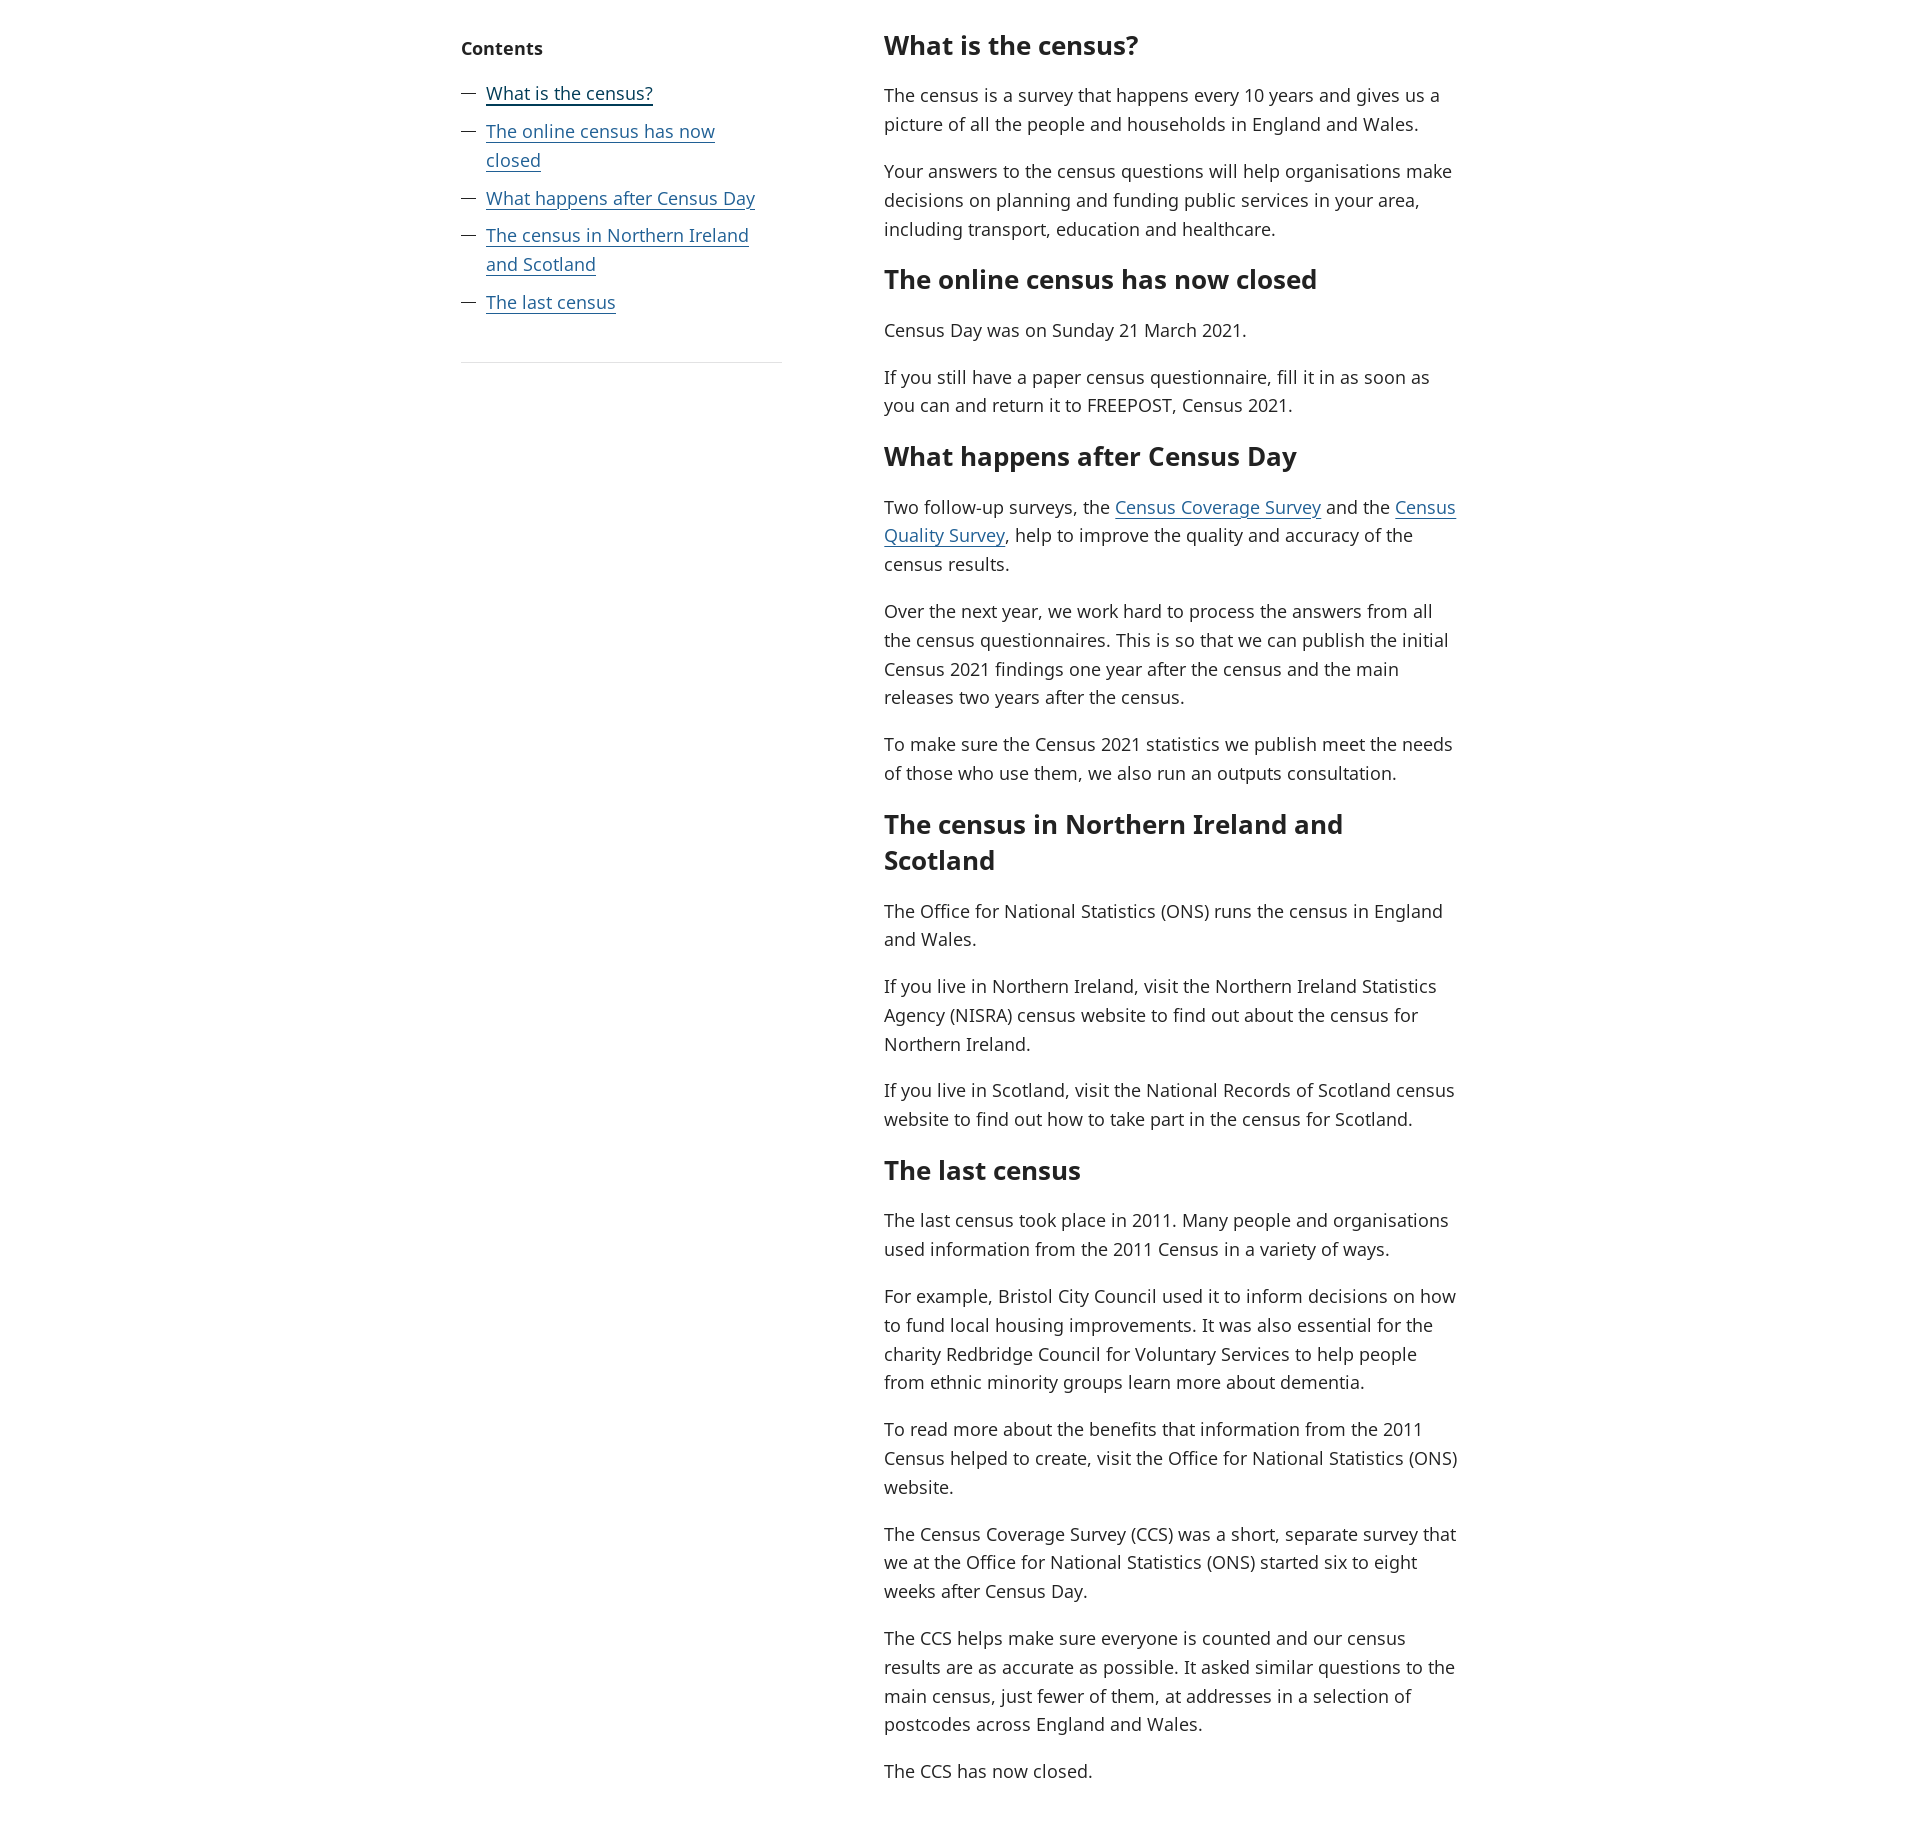 Contents
— What is the census?
— The online census has now
closed
— What happens after Census Day
— The census in Northern Ireland
and Scotland
— The last census
What is the census?
The census is a survey that happens every 10 years and gives us a
picture of all the people and households in England and Wales.
Your answers to the census questions will help organisations make
decisions on planning and funding public services in your area,
including transport, education and healthcare.
The online census has now closed
Census Day was on Sunday 21 March 2021.
If you still have a paper census questionnaire, fill it in as soon as
you can and return it to FREEPOST, Census 2021.
What happens after Census Day
Two follow-up surveys, the Census Coverage Survey and the Census
Quality Survey, help to improve the quality and accuracy of the
census results.
Over the next year, we work hard to process the answers from all
the census questionnaires. This is so that we can publish the initial
Census 2021 findings one year after the census and the main
releases two years after the census.
To make sure the Census 2021 statistics we publish meet the needs
of those who use them, we also run an outputs consultation.
The census in Northern Ireland and
Scotland
The Office for National Statistics (ONS) runs the census in England
and Wales.
If you live in Northern Ireland, visit the Northern Ireland Statistics
Agency (NISRA) census website to find out about the census for
Northern Ireland.
If you live in Scotland, visit the National Records of Scotland census
website to find out how to take part in the census for Scotland.
The last census
The last census took place in 2011. Many people and organisations
used information from the 2011 Census in a variety of ways.
For example, Bristol City Council used it to inform decisions on how
to fund local housing improvements. It was also essential for the
charity Redbridge Council for Voluntary Services to help people
from ethnic minority groups learn more about dementia.
To read more about the benefits that information from the 2011
Census helped to create, visit the Office for National Statistics (ONS)
website.
The Census Coverage Survey (CCS) was a short, separate survey that
we at the Office for National Statistics (ONS) started six to eight
weeks after Census Day.
The CCS helps make sure everyone is counted and our census
results are as accurate as possible. It asked similar questions to the
main census, just fewer of them, at addresses in a selection of
postcodes across England and Wales.
The CCS has now closed.